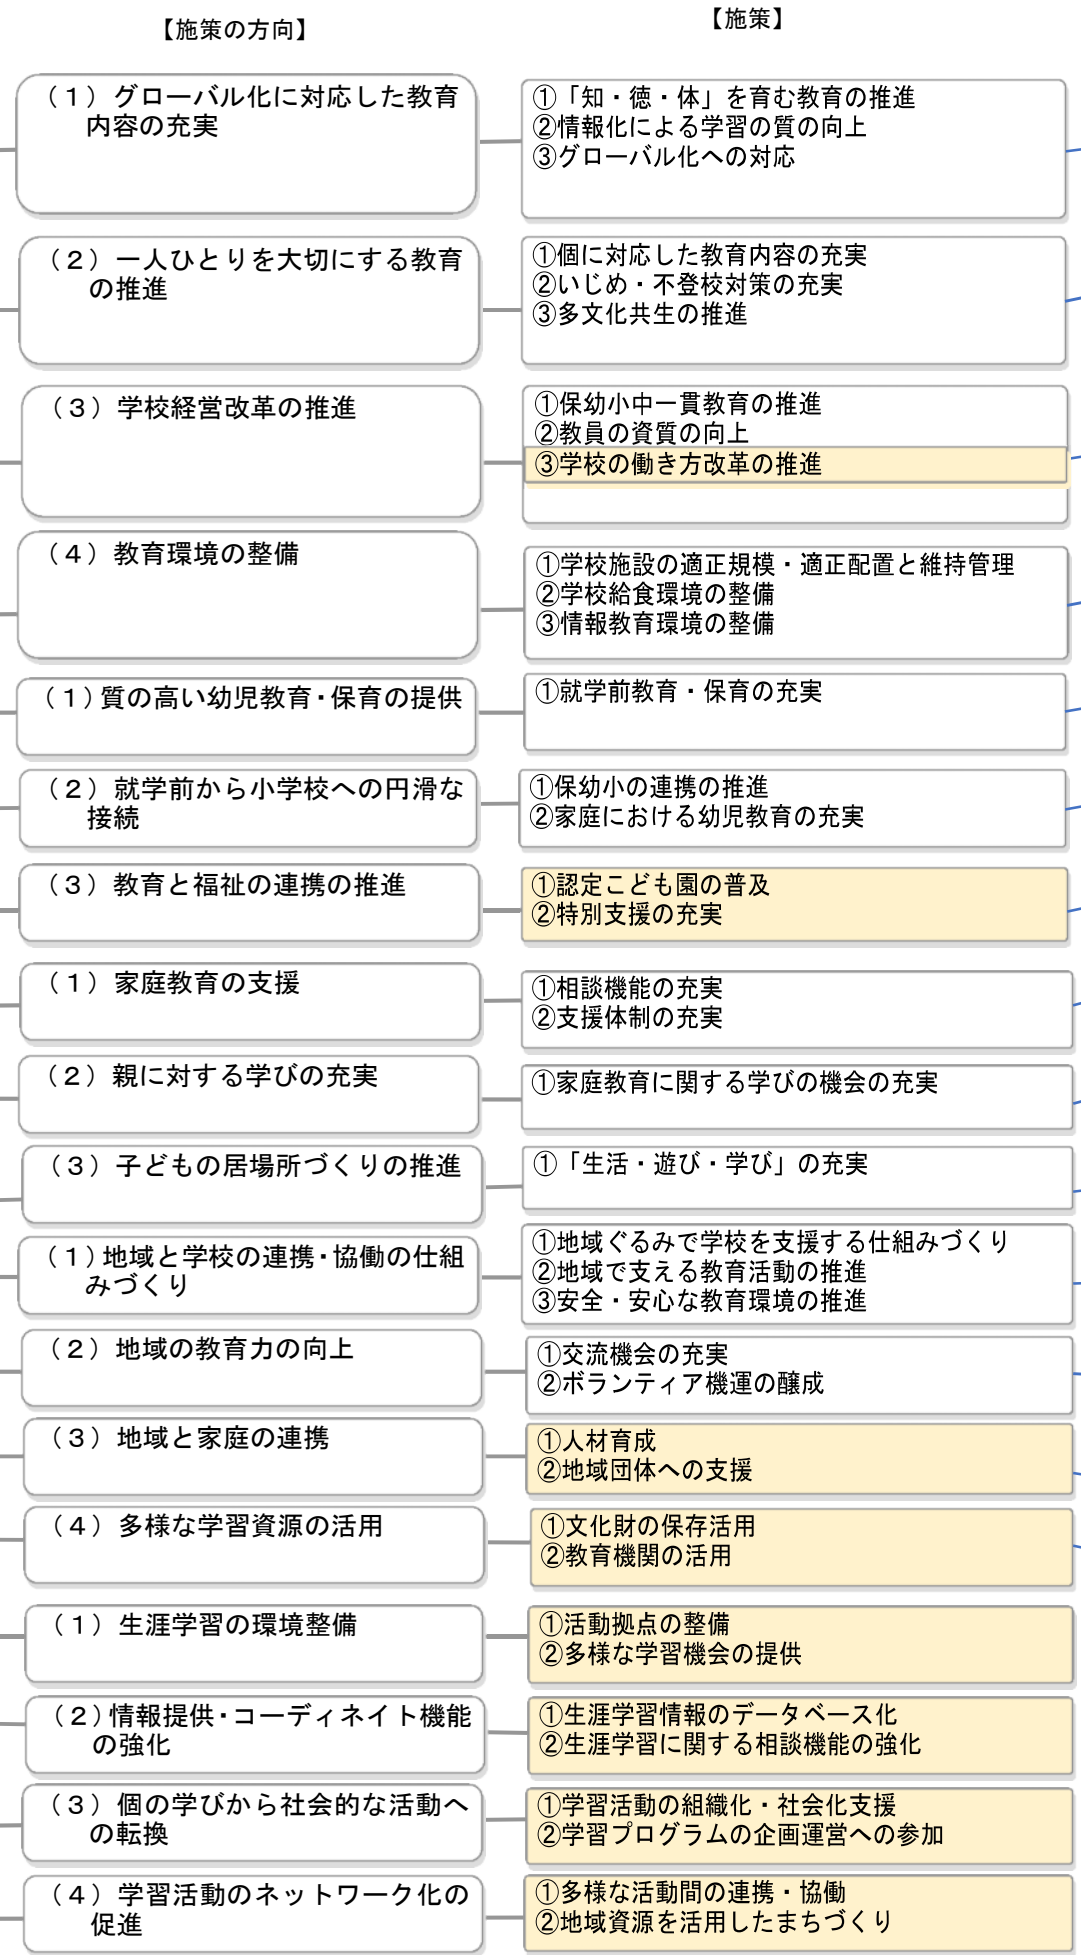 【施策の方向】
【施策】
（１）グローバル化に対応した教育
内容の充実
①「知・徳・体」を育む教育の推進
②情報化による学習の質の向上
③グローバル化への対応
（２）一人ひとりを大切にする教育
の推進
①個に対応した教育内容の充実
②いじめ・不登校対策の充実
③多文化共生の推進
（３）学校経営改革の推進
①保幼小中一貫教育の推進
②教員の資質の向上
③学校の働き方改革の推進
（４）教育環境の整備
①学校施設の適正規模・適正配置と維持管理
②学校給食環境の整備
③情報教育環境の整備
（１）質の高い幼児教育・保育の提供
①就学前教育・保育の充実
（２）就学前から小学校への円滑な
接続
①保幼小の連携の推進
②家庭における幼児教育の充実
（３）教育と福祉の連携の推進
①認定こども園の普及
②特別支援の充実
（１）家庭教育の支援
①相談機能の充実
②支援体制の充実
（２）親に対する学びの充実
①家庭教育に関する学びの機会の充実
（３）子どもの居場所づくりの推進
①「生活・遊び・学び」の充実
（１）地域と学校の連携・協働の仕組
みづくり
①地域ぐるみで学校を支援する仕組みづくり
②地域で支える教育活動の推進
③安全・安心な教育環境の推進
（２）地域の教育力の向上
①交流機会の充実
②ボランティア機運の醸成
（３）地域と家庭の連携
①人材育成
②地域団体への支援
（４）多様な学習資源の活用
①文化財の保存活用
②教育機関の活用
（１）生涯学習の環境整備
①活動拠点の整備
②多様な学習機会の提供
（２）情報提供・コーディネイト機能
の強化
①生涯学習情報のデータベース化
②生涯学習に関する相談機能の強化
（３）個の学びから社会的な活動へ
の転換
①学習活動の組織化・社会化支援
②学習プログラムの企画運営への参加
（４）学習活動のネットワーク化の
促進
①多様な活動間の連携・協働
②地域資源を活用したまちづくり